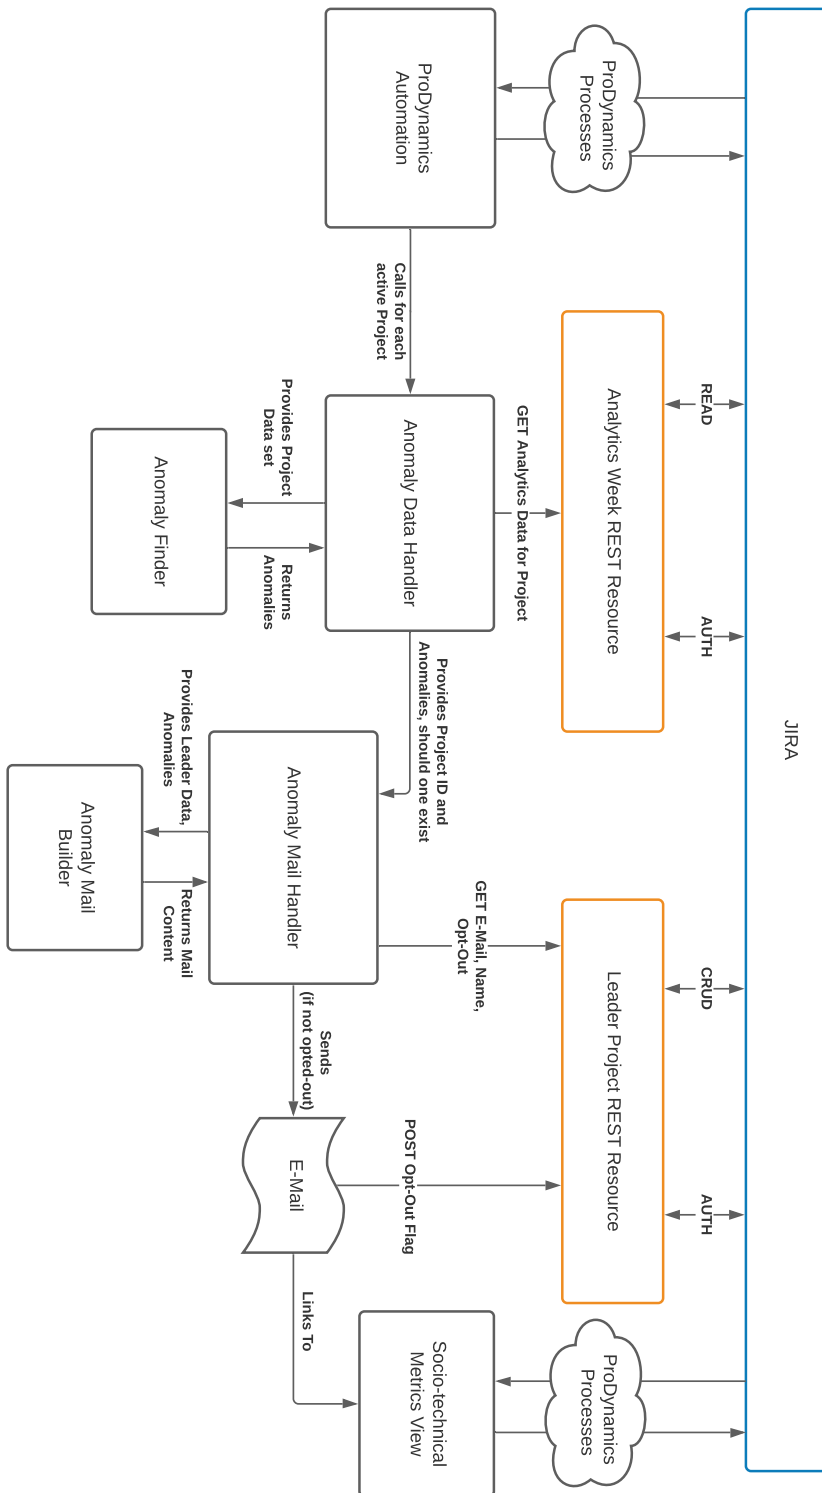 JIRA
ProDynamics
Processes
ProDynamics
Automation
Calls for each
active Project
READ
AUTH
Analytics Week REST Resource
GET Analytics Data for Project
Anomaly Data Handler
Provides Project
Data set
Returns
Anomalies
Anomaly Finder
Provides Project ID and
Anomalies, should one exist
CRUD
AUTH
Leader Project REST Resource
GET E-Mail, Name,
Opt-Out
Anomaly Mail Handler
Provides Leader Data,
Anomalies
Returns Mail
Content
Anomaly Mail
Builder
Sends
(if not opted-out)
E-Mail
POST Opt-Out Flag
Links To
Socio-technical
Metrics View
ProDynamics
Processes